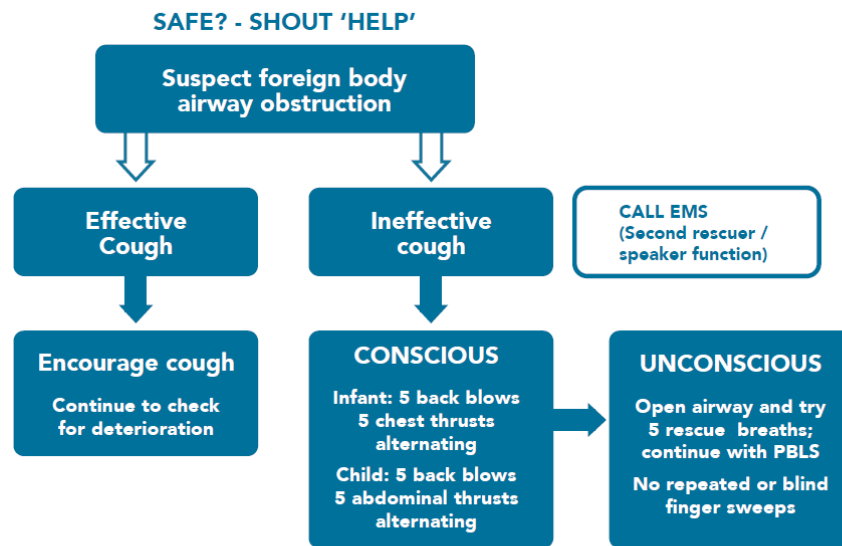 SAFE? - SHOUT ‘HELP’
Suspect foreign body
airway obstruction
Effective
Cough
Ineffective
cough
CALL EMS
(Second rescuer /
speaker function)
Encourage cough
Continue to check
for deterioration
CONSCIOUS
Infant: 5 back blows
5 chest thrusts
alternating
Child: 5 back blows
5 abdominal thrusts
alternating
UNCONSCIOUS
Open airway and try
5 rescue breaths;
continue with PBLS
No repeated or blind
finger sweeps